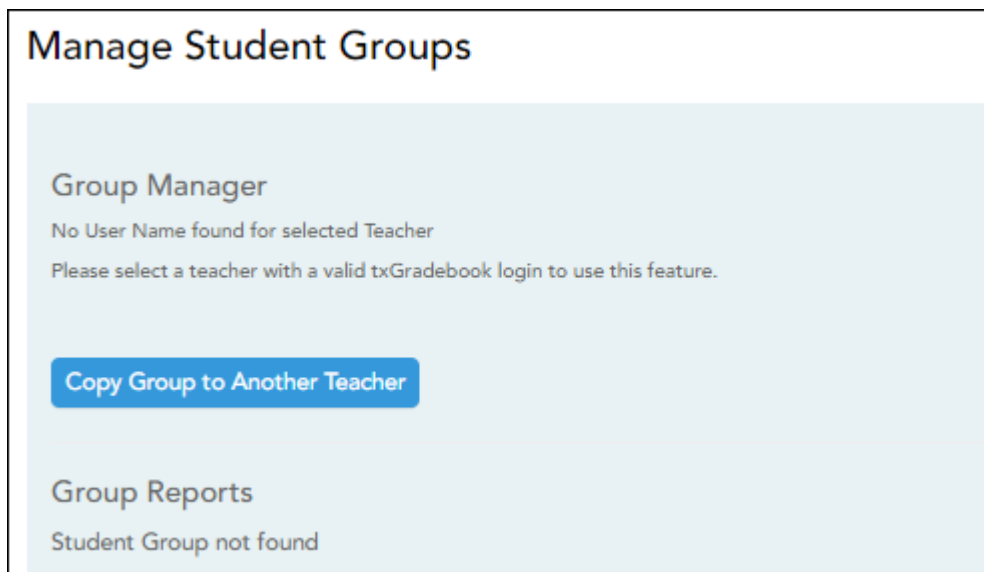 Manage Student Groups
Group Manager
No User Name found for selected Teacher
Please select a teacher with a valid txGradebook login to use this feature.
Copy Group to Another Teacher
Group Reports
Student Group not found